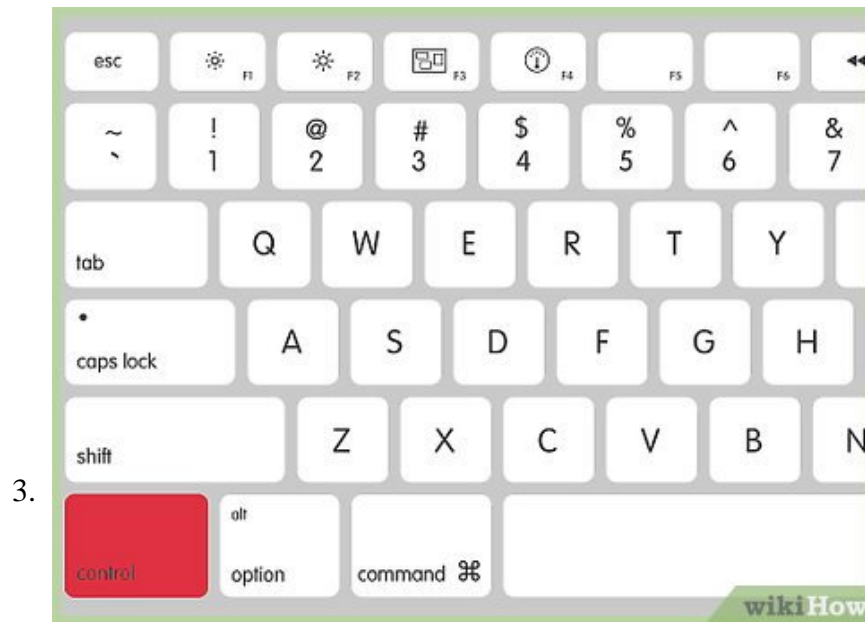 esc F1 F2 F3 F4 F5 F6
~ ! @ # $ % ^ &
` 1 2 3 4 5 6 7
tab Q W E R T Y
caps lock A S D F G H
shift Z X C V B N
3.
alt
control option command ⌘
wikiHow